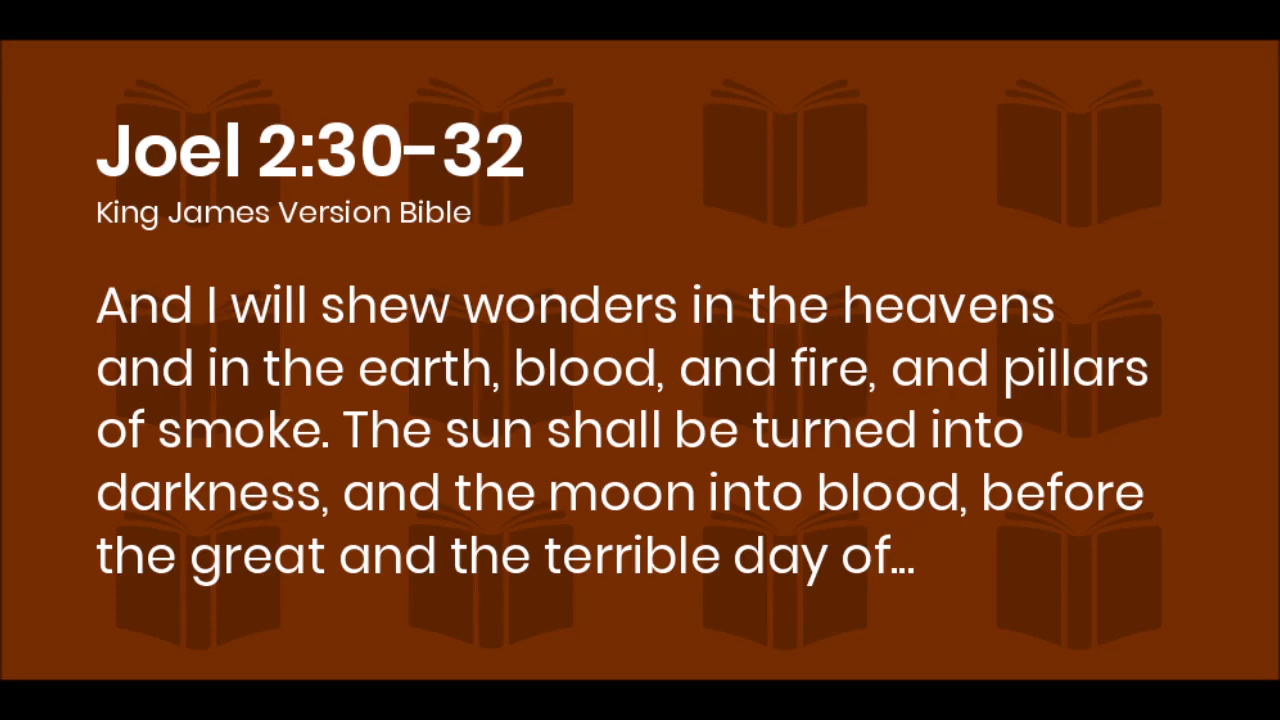 Joel 2:30-32
King James Version Bible
And I will shew wonders in the heavens
and in the earth, blood, and fire, and pillars
of smoke. The sun shall be turned into
darkness, and the moon into blood, before
the great and the terrible day of...